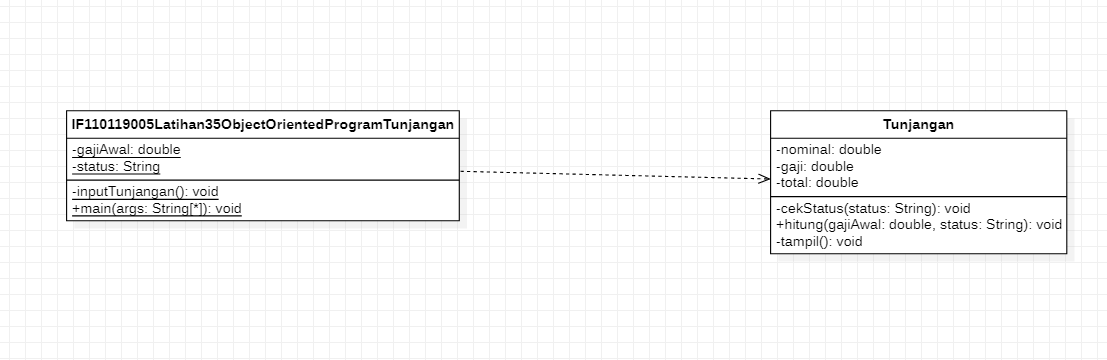 IF110119005Latihan35ObjectOrientedProgramTunjangan
-gajiAwal: double
-status: String
-inputTunjangan(): void
+main(args: String[*]): void
Tunjangan
-nominal: double
-gaji: double
-total: double
-cekStatus(status: String): void
+hitung(gajiAwal: double, status: String): void
-tampil(): void